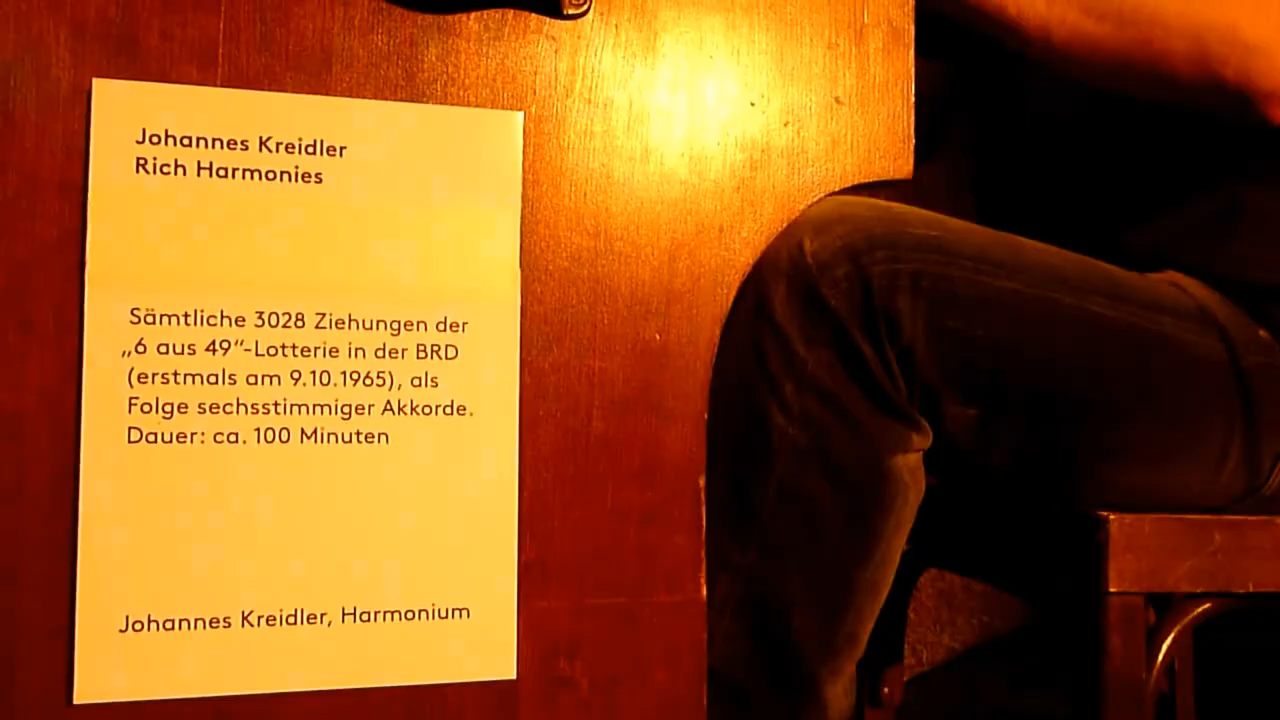 Johannes Kreidler
Rich Harmonies
Sämtliche 3028 Ziehungen der
„6 aus 49“-Lotterie in der BRD
(erstmals am 9.10.1965), als
Folge sechsstimmiger Akkorde.
Dauer: ca. 100 Minuten
Johannes Kreidler, Harmonium